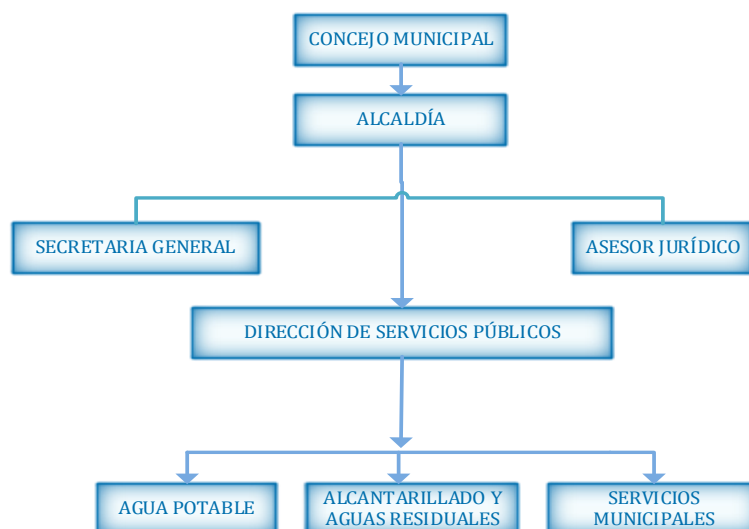 CONCEJO MUNICIPAL
ALCALDÍA
SECRETARIA GENERAL
ASESOR JURÍDICO
DIRECCIÓN DE SERVICIOS PÚBLICOS
AGUA POTABLE
ALCANTARILLADO Y
AGUAS RESIDUALES
SERVICIOS
MUNICIPALES